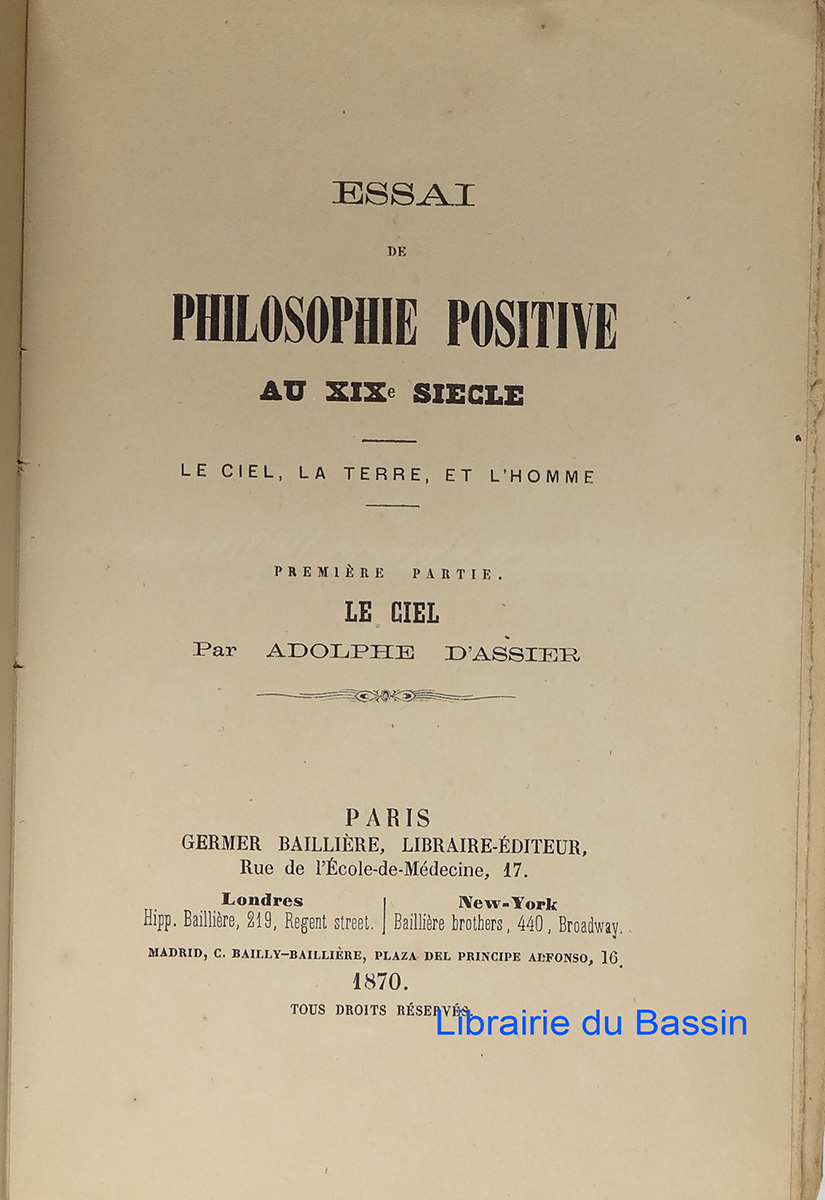 ESSAI
DE
PHILOSOPHIE POSITIVE
AU XIXe SIECLE
LE CIEL, LA TERRE, ET L'HOMME
PREMIÈRE PARTIE.
LE CIEL
Par ADOLPHE D'ASSIER
PARIS
GERMER BAILLIÈRE, LIBRAIRE-ÉDITEUR,
Rue de l'École-de-Médecine, 17.
Londres
Hipp. Baillière, 219, Regent street.
New-York
Baillière brothers, 440, Broadway.
MADRID, C. BAILLY-BAILLIÈRE, PLAZA DEL PRINCIPE ALFONSO, 16.
1870.
TOUS DROITS RÉSERVÉS.
Librairie du Bassin